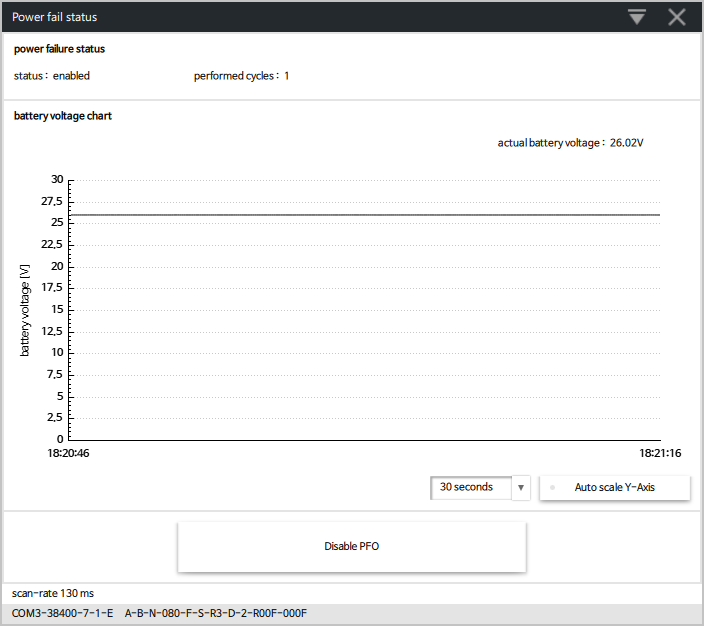 Power fail status
power failure status
status : enabled performed cycles : 1
battery voltage chart
actual battery voltage : 26.02V
30
27,5
25
22,5
20
17,5
15
12,5
10
7,5
5
2,5
0
battery voltage [V]
18:20:46 18:21:16
30 seconds Auto scale Y-Axis
Disable PFO
scan-rate 130 ms
COM3-38400-7-1-E A-B-N-080-F-S-R3-D-2-R00F-000F